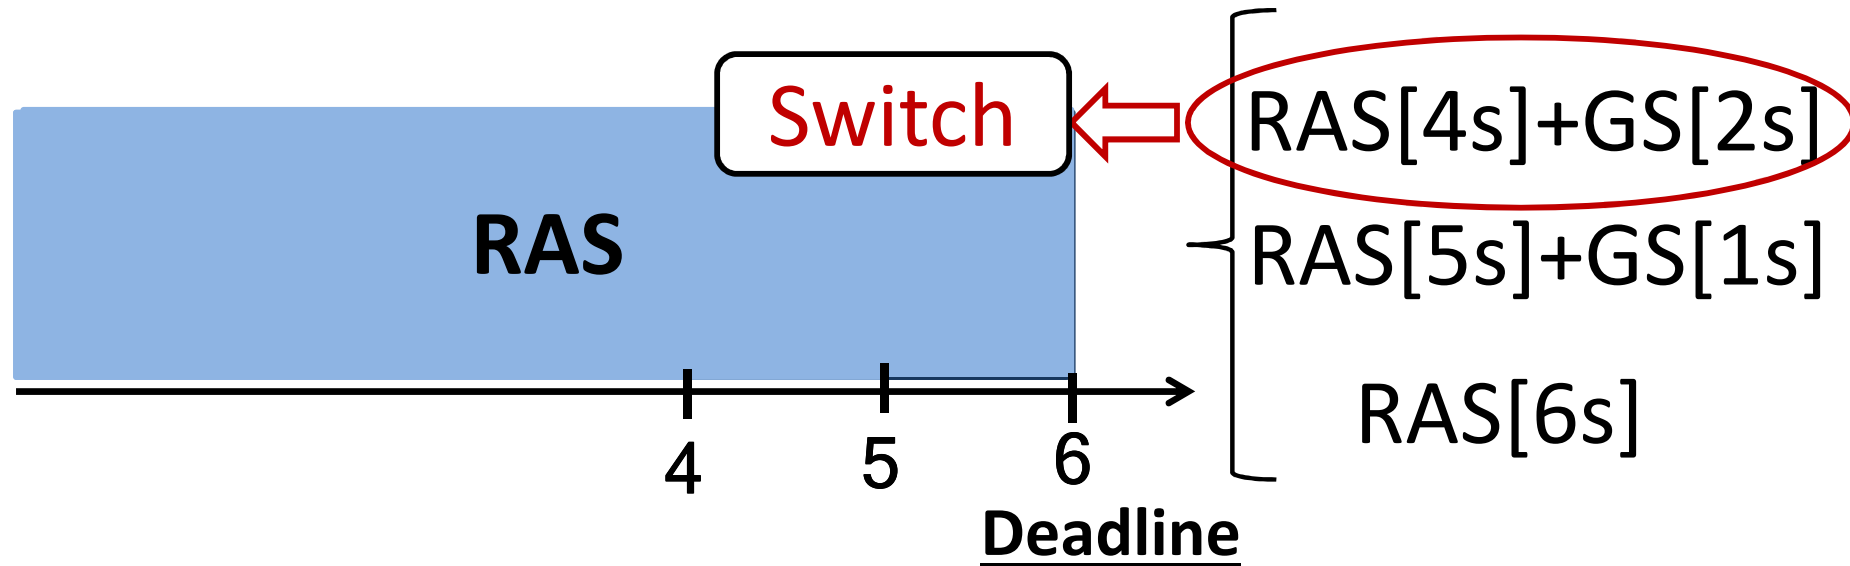 Switch
RAS[4s]+GS[2s]
RAS
RAS[5s]+GS[1s]
RAS[6s]
4
5
6
Deadline